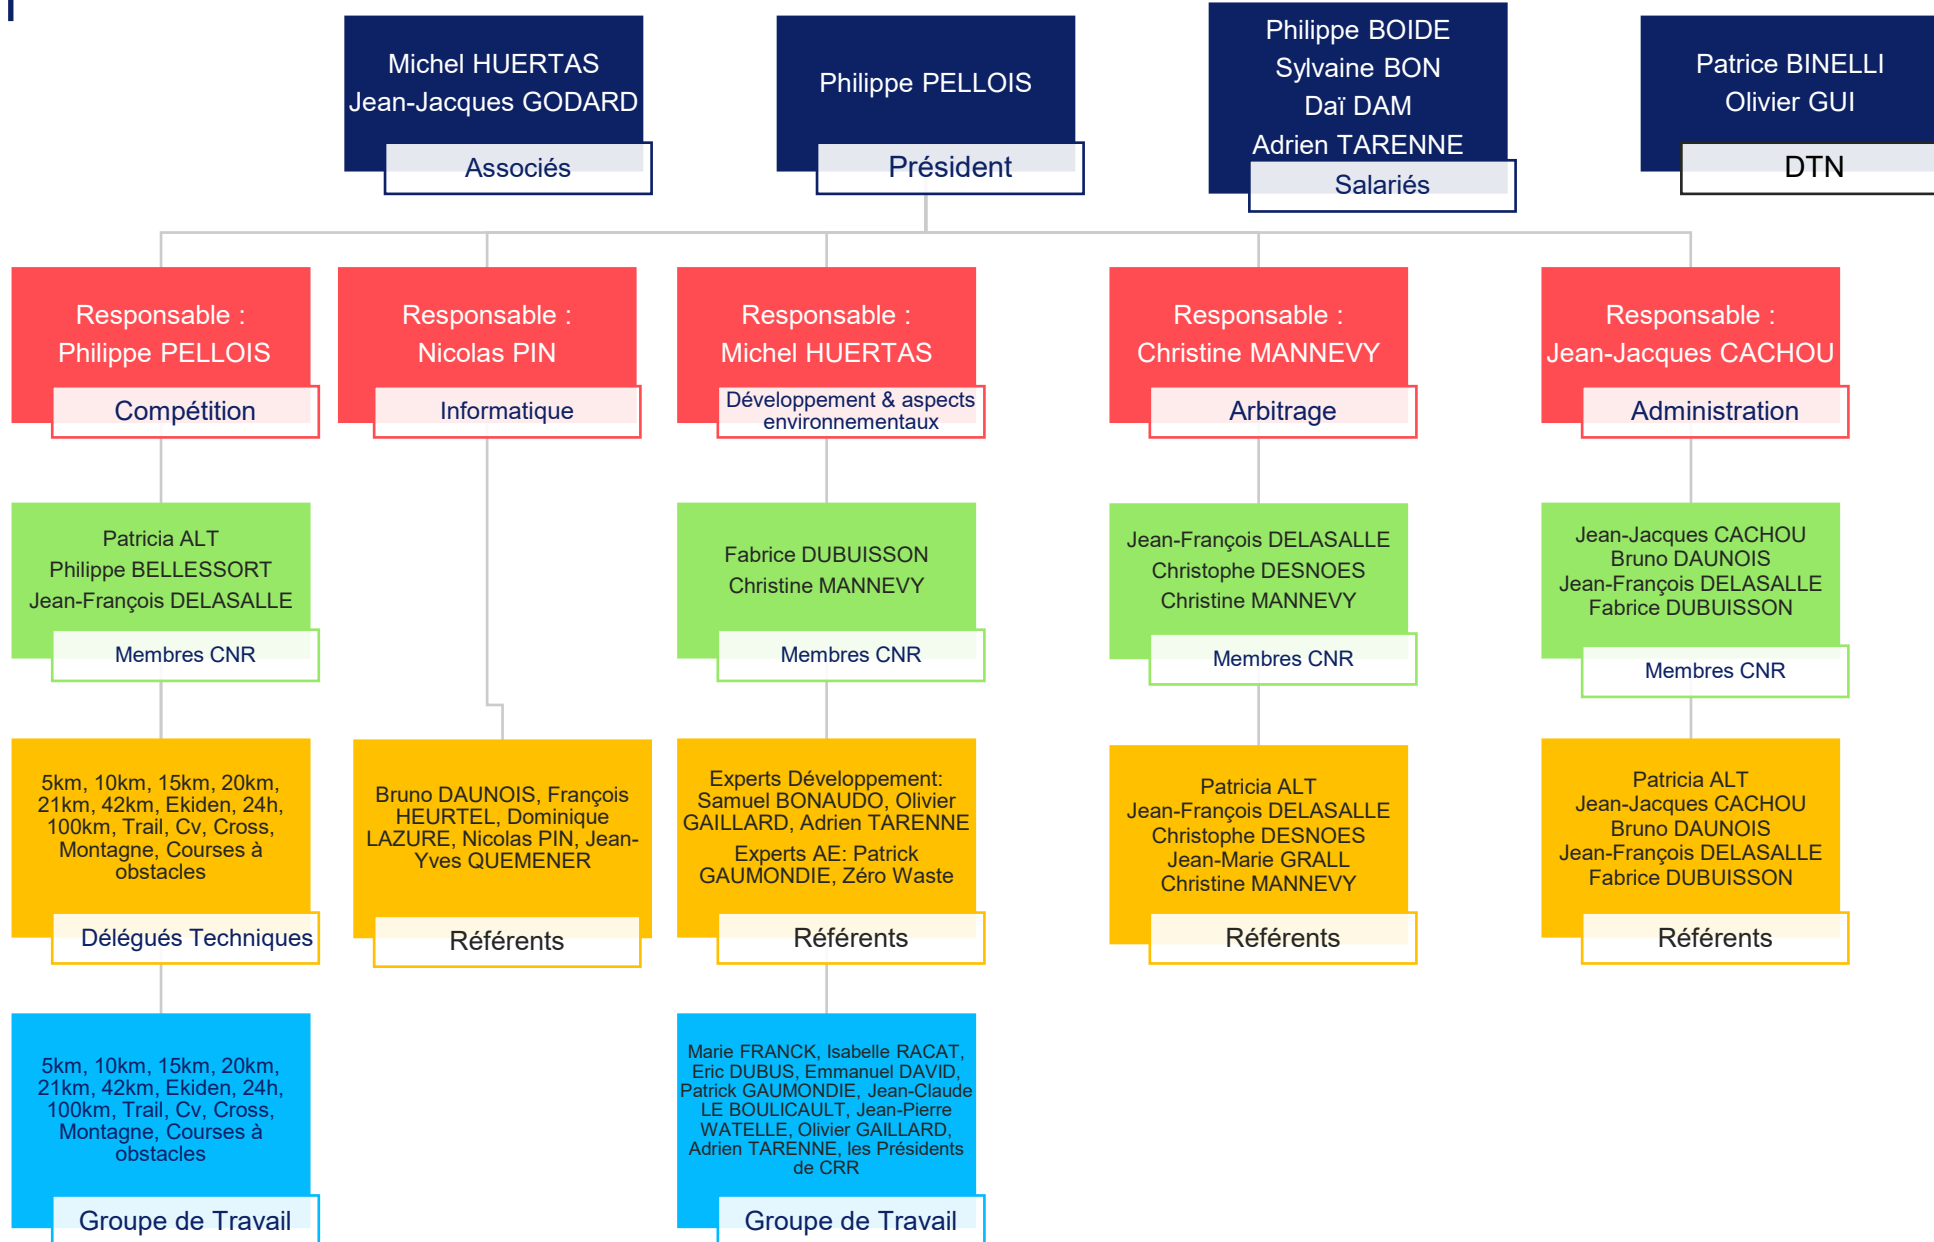 Michel HUERTAS
Jean-Jacques GODARD
Associés
Philippe PELLOIS
Président
Philippe BOIDE
Sylvaine BON
Daï DAM
Adrien TARENNE
Salariés
Patrice BINELLI
Olivier GUI
DTN
Responsable :
Philippe PELLOIS
Compétition
Responsable :
Nicolas PIN
Informatique
Responsable :
Michel HUERTAS
Développement & aspects
environnementaux
Responsable :
Christine MANNEVY
Arbitrage
Responsable :
Jean-Jacques CACHOU
Administration
Patricia ALT
Philippe BELLESSORT
Jean-François DELASALLE
Membres CNR
Fabrice DUBUISSON
Christine MANNEVY
Membres CNR
Jean-François DELASALLE
Christophe DESNOES
Christine MANNEVY
Membres CNR
Jean-Jacques CACHOU
Bruno DAUNOIS
Jean-François DELASALLE
Fabrice DUBUISSON
Membres CNR
5km, 10km, 15km, 20km,
21km, 42km, Ekiden, 24h,
100km, Trail, Cv, Cross,
Montagne, Courses à
obstacles
Délégués Techniques
Bruno DAUNOIS, François
HEURTEL, Dominique
LAZURE, Nicolas PIN, Jean-
Yves QUEMENER
Référents
Experts Développement:
Samuel BONAUDO, Olivier
GAILLARD, Adrien TARENNE
Experts AE: Patrick
GAUMONDIE, Zéro Waste
Référents
Patricia ALT
Jean-François DELASALLE
Christophe DESNOES
Jean-Marie GRALL
Christine MANNEVY
Référents
Patricia ALT
Jean-Jacques CACHOU
Bruno DAUNOIS
Jean-François DELASALLE
Fabrice DUBUISSON
Référents
5km, 10km, 15km, 20km,
21km, 42km, Ekiden, 24h,
100km, Trail, Cv, Cross,
Montagne, Courses à
obstacles
Groupe de Travail
Marie FRANCK, Isabelle RACAT,
Eric DUBUS, Emmanuel DAVID,
Patrick GAUMONDIE, Jean-Claude
LE BOULICAULT, Jean-Pierre
WATELLE, Olivier GAILLARD,
Adrien TARENNE, les Présidents
de CRR
Groupe de Travail